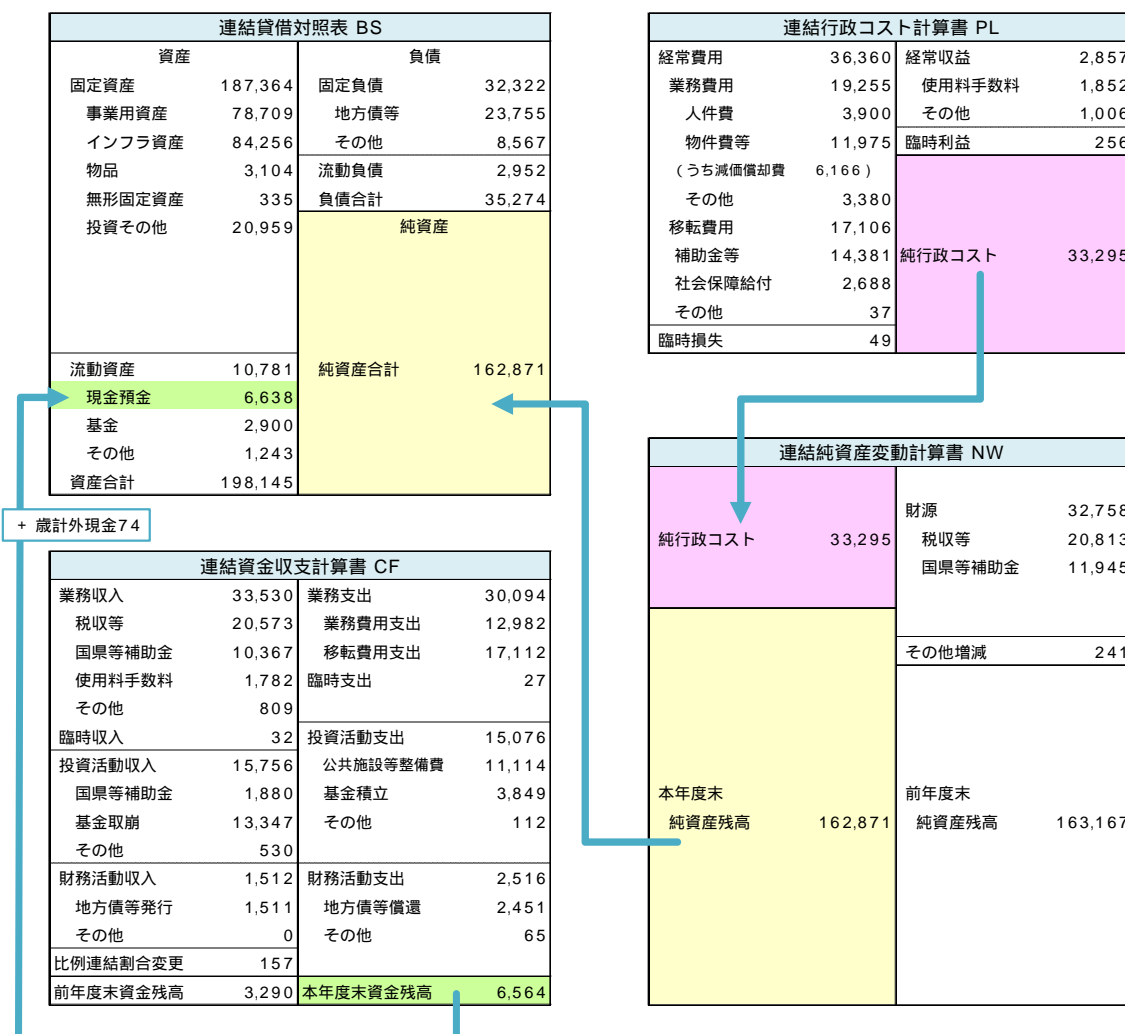 連結貸借対照表 BS
資産 負債
固定資産 187,364 固定負債 32,322
事業用資産 78,709 地方債等 23,755
インフラ資産 84,256 その他 8,567
物品 3,104 流動負債 2,952
無形固定資産 335 負債合計 35,274
投資その他 20,959 純資産
流動資産 10,781 純資産合計 162,871
現金預金 6,638
基金 2,900
その他 1,243
資産合計 198,145
+ 歳計外現金74
連結資金収支計算書 CF
業務収入 33,530 業務支出 30,094
税収等 20,573 業務費用支出 12,982
国県等補助金 10,367 移転費用支出 17,112
使用料手数料 1,782 臨時支出 27
その他 809
臨時収入 32 投資活動支出 15,076
投資活動収入 15,756 公共施設等整備費 11,114
国県等補助金 1,880 基金積立 3,849
基金取崩 13,347 その他 112
その他 530
財務活動収入 1,512 財務活動支出 2,516
地方債等発行 1,511 地方債等償還 2,451
その他 0 その他 65
比例連結割合変更 157
前年度末資金残高 3,290 本年度末資金残高 6,564
連結行政コスト計算書 PL
経常費用 36,360 経常収益 2,857
業務費用 19,255 使用料手数料 1,852
人件費 3,900 その他 1,006
物件費等 11,975 臨時利益 256
(うち減価償却費 6,166)
その他 3,380
移転費用 17,106
補助金等 14,381 純行政コスト 33,295
社会保障給付 2,688
その他 37
臨時損失 49
連結純資産変動計算書 NW
財源 32,758
純行政コスト 33,295 税収等 20,813
国県等補助金 11,945
その他増減 241
本年度末 前年度末
純資産残高 162,871 純資産残高 163,167